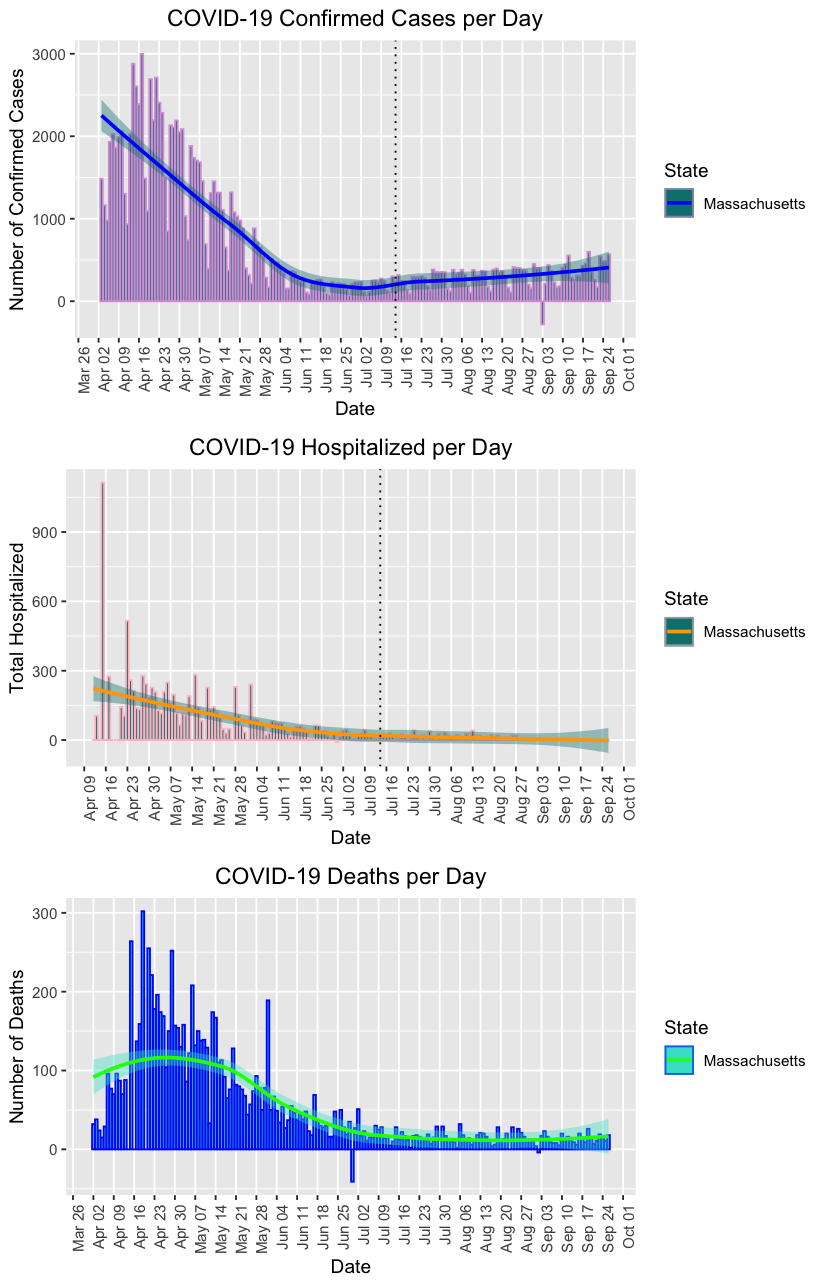 COVID-19 Confirmed Cases per Day
3000
2000
1000
0
Number of Confirmed Cases
Mar 26
Apr 02
Apr 09
Apr 16
Apr 23
Apr 30
May 07
May 14
May 21
May 28
Jun 04
Jun 11
Jun 18
Jun 25
Jul 02
Jul 09
Jul 16
Jul 23
Jul 30
Aug 06
Aug 13
Aug 20
Aug 27
Sep 03
Sep 10
Sep 17
Sep 24
Oct 01
Date
State
Massachusetts
COVID-19 Hospitalized per Day
900
600
300
0
Total Hospitalized
Apr 09
Apr 16
Apr 23
Apr 30
May 07
May 14
May 21
May 28
Jun 04
Jun 11
Jun 18
Jun 25
Jul 02
Jul 09
Jul 16
Jul 23
Jul 30
Aug 06
Aug 13
Aug 20
Aug 27
Sep 03
Sep 10
Sep 17
Sep 24
Oct 01
Date
State
Massachusetts
COVID-19 Deaths per Day
300
200
100
0
Number of Deaths
Mar 26
Apr 02
Apr 09
Apr 16
Apr 23
Apr 30
May 07
May 14
May 21
May 28
Jun 04
Jun 11
Jun 18
Jun 25
Jul 02
Jul 09
Jul 16
Jul 23
Jul 30
Aug 06
Aug 13
Aug 20
Aug 27
Sep 03
Sep 10
Sep 17
Sep 24
Oct 01
Date
State
Massachusetts